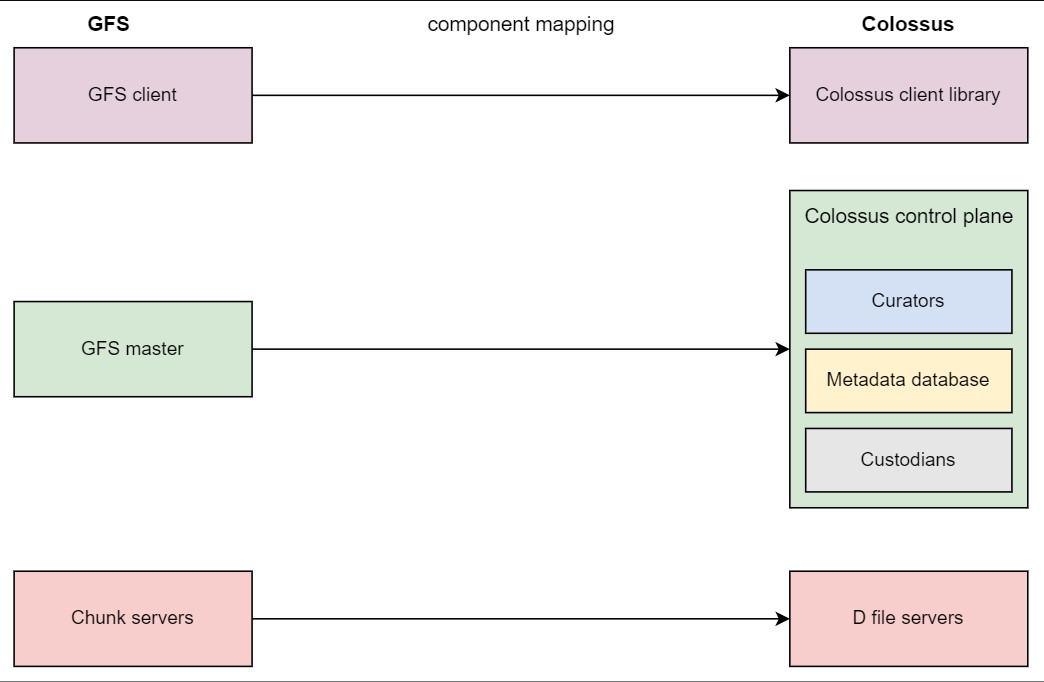 GFS
component mapping
Colossus
GFS client
Colossus client library
Colossus control plane
Curators
GFS master
Metadata database
Custodians
Chunk servers
D file servers